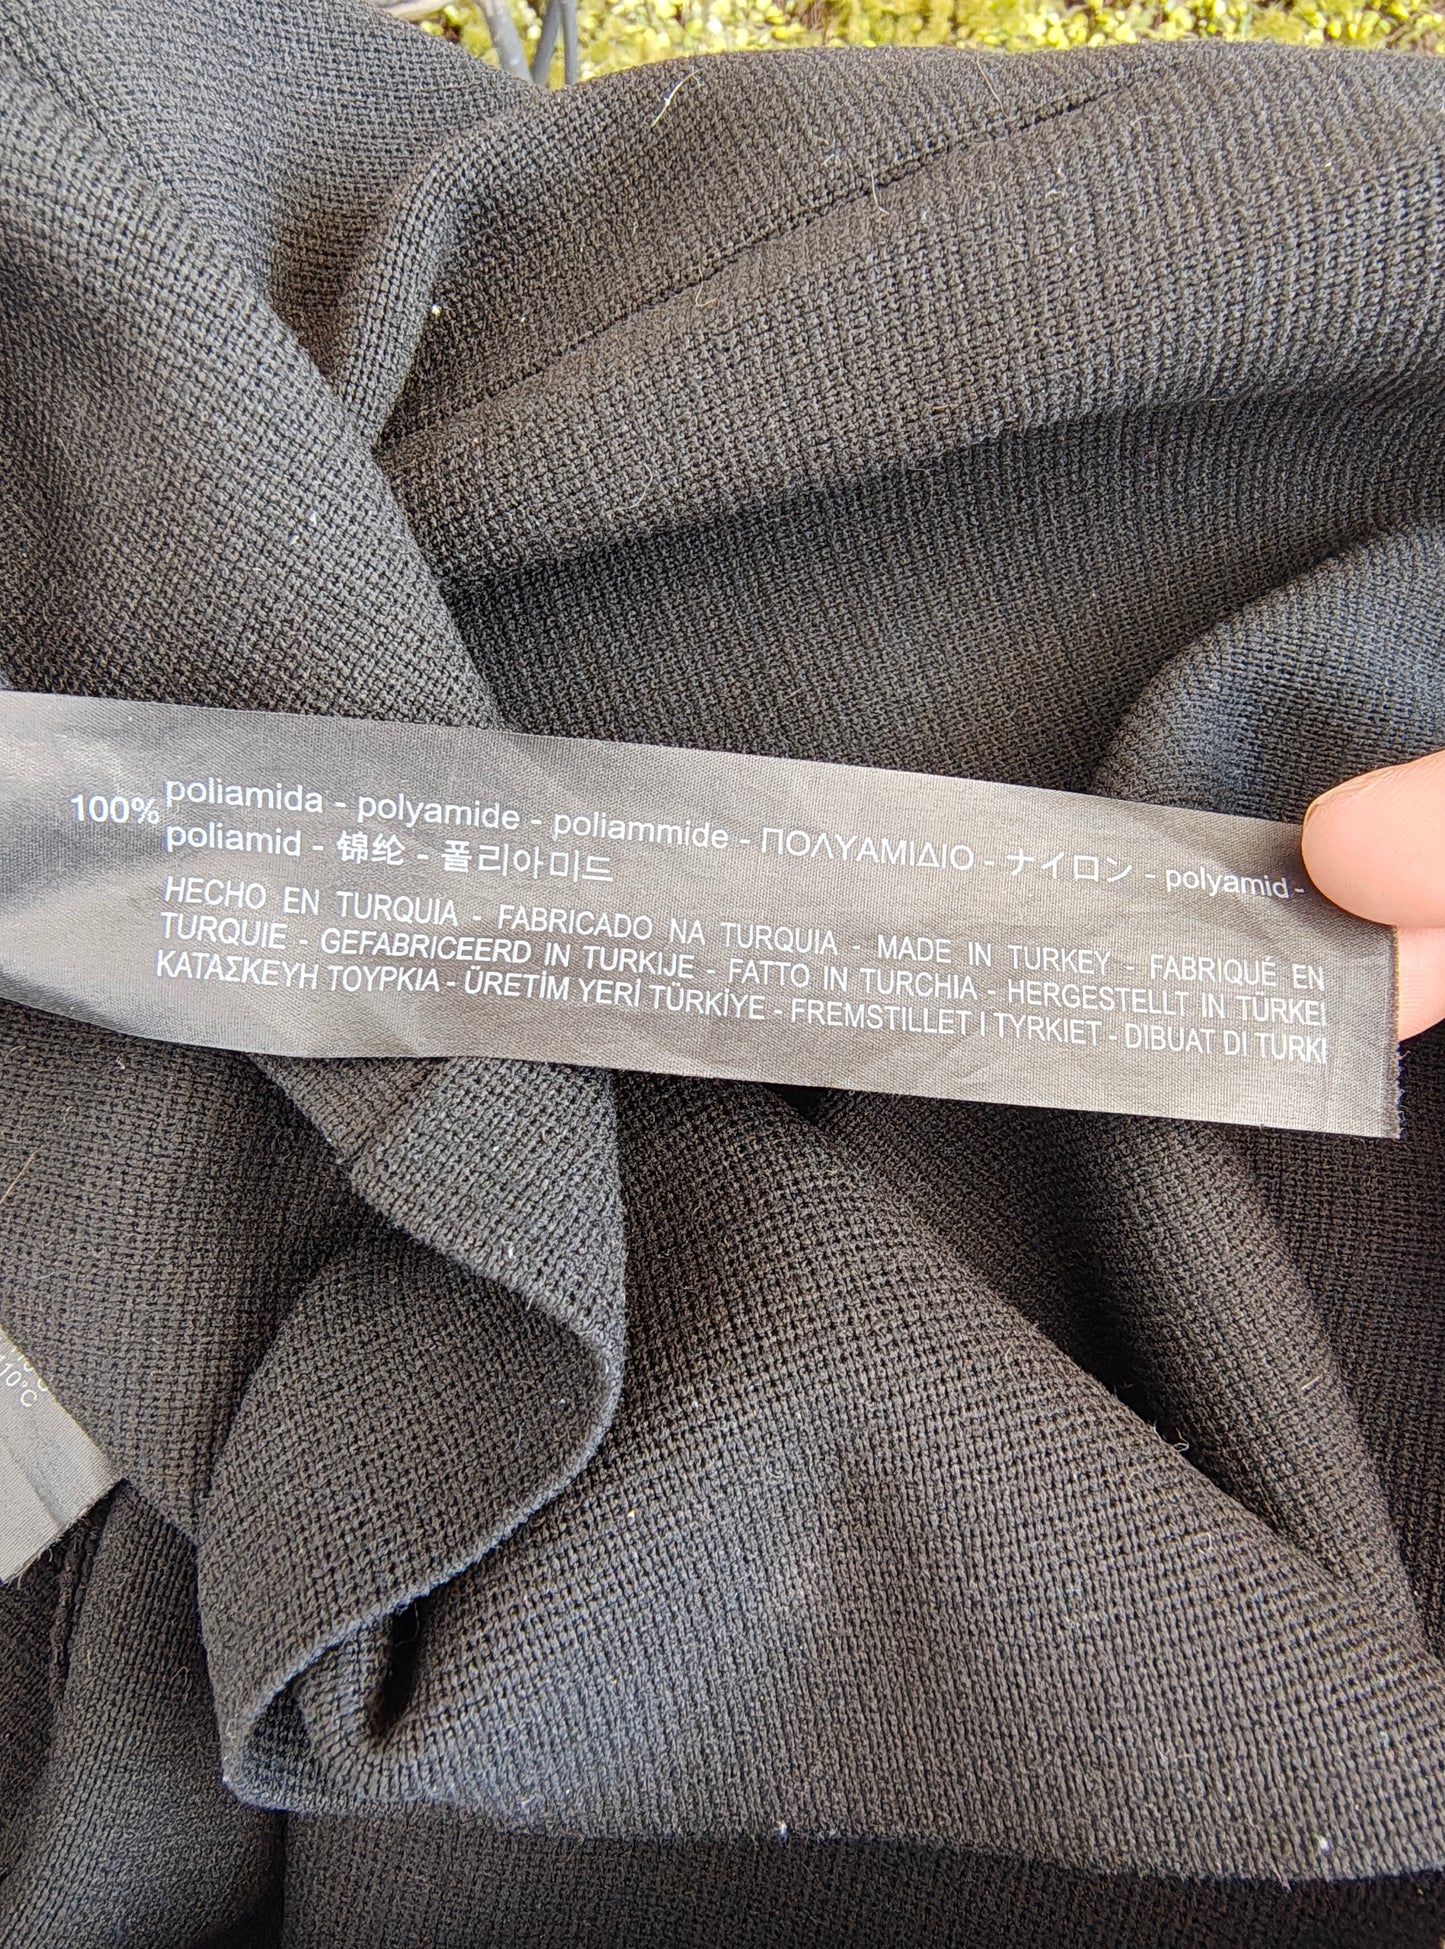 100% poliamida - polyamide - poliammide - ΠΟΛΥΑΜΙΔΙΟ - ナイロン - polyamid -
poliamid - 锦纶 - 폴리아미드
HECHO EN TURQUIA - FABRICADO NA TURQUIA - MADE IN TURKEY - FABRIQUÉ EN
TURQUIE - GEFABRICEERD IN TURKIJE - FATTO IN TURCHIA - HERGESTELLT IN TÜRKEI
ΚΑΤΑΣΚΕΥΗ ΤΟΥΡΚΙΑ - ÜRETİM YERİ TÜRKİYE - FREMSTILLET I TYRKIET - DIBUAT DI TURKI
110°C